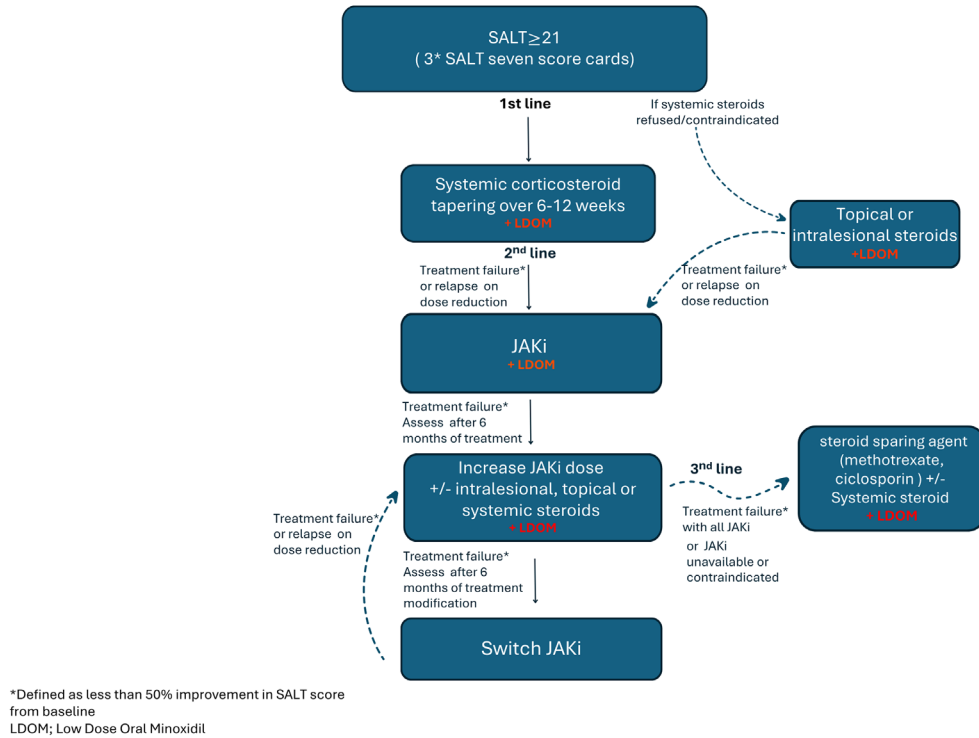 SALT≥21
( 3* SALT seven score cards)
1st line
If systemic steroids
refused/contraindicated
Systemic corticosteroid
tapering over 6-12 weeks
+ LDOM
Topical or
intralesional steroids
+LDOM
2nd line
Treatment failure*
or relapse on
dose reduction
Treatment failure*
or relapse on
dose reduction
JAKi
+ LDOM
Treatment failure*
Assess after 6
months of treatment
Increase JAKi dose
+/- intralesional, topical or
systemic steroids
+ LDOM
3nd line
steroid sparing agent
(methotrexate,
ciclosporin ) +/-
Systemic steroid
+ LDOM
Treatment failure*
with all JAKi
or JAKi
unavailable or
contraindicated
Treatment failure*
or relapse on
dose reduction
Treatment failure*
Assess after 6
months of treatment
modification
Switch JAKi
*Defined as less than 50% improvement in SALT score
from baseline
LDOM; Low Dose Oral Minoxidil